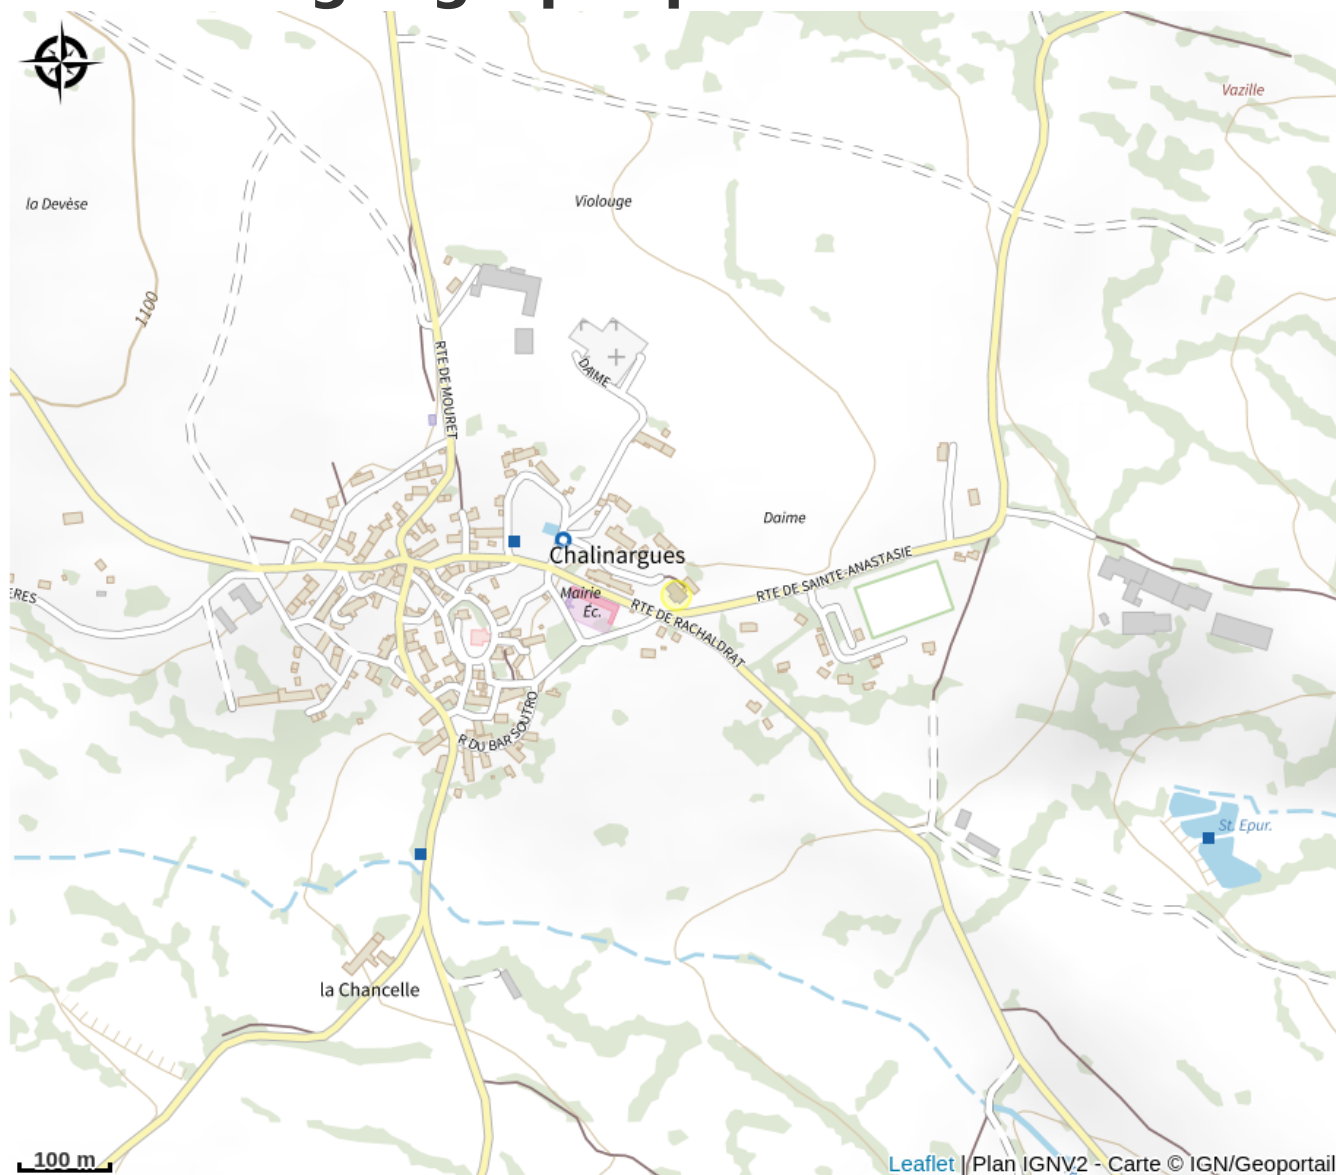 Vazille
la Devèse
Violouge
1100
RTE DE MOURET
DAIME
Daime
Chalinargues
RTE DE SAINTE-ANASTASIE
Mairie
Éc.
ERES
RTE DE RACHALDRAT
R DU BAR SOUTRO
St. Epur.
la Chancelle
100 m
Leaflet | Plan IGNV2 - Carte © IGN/Geoportail